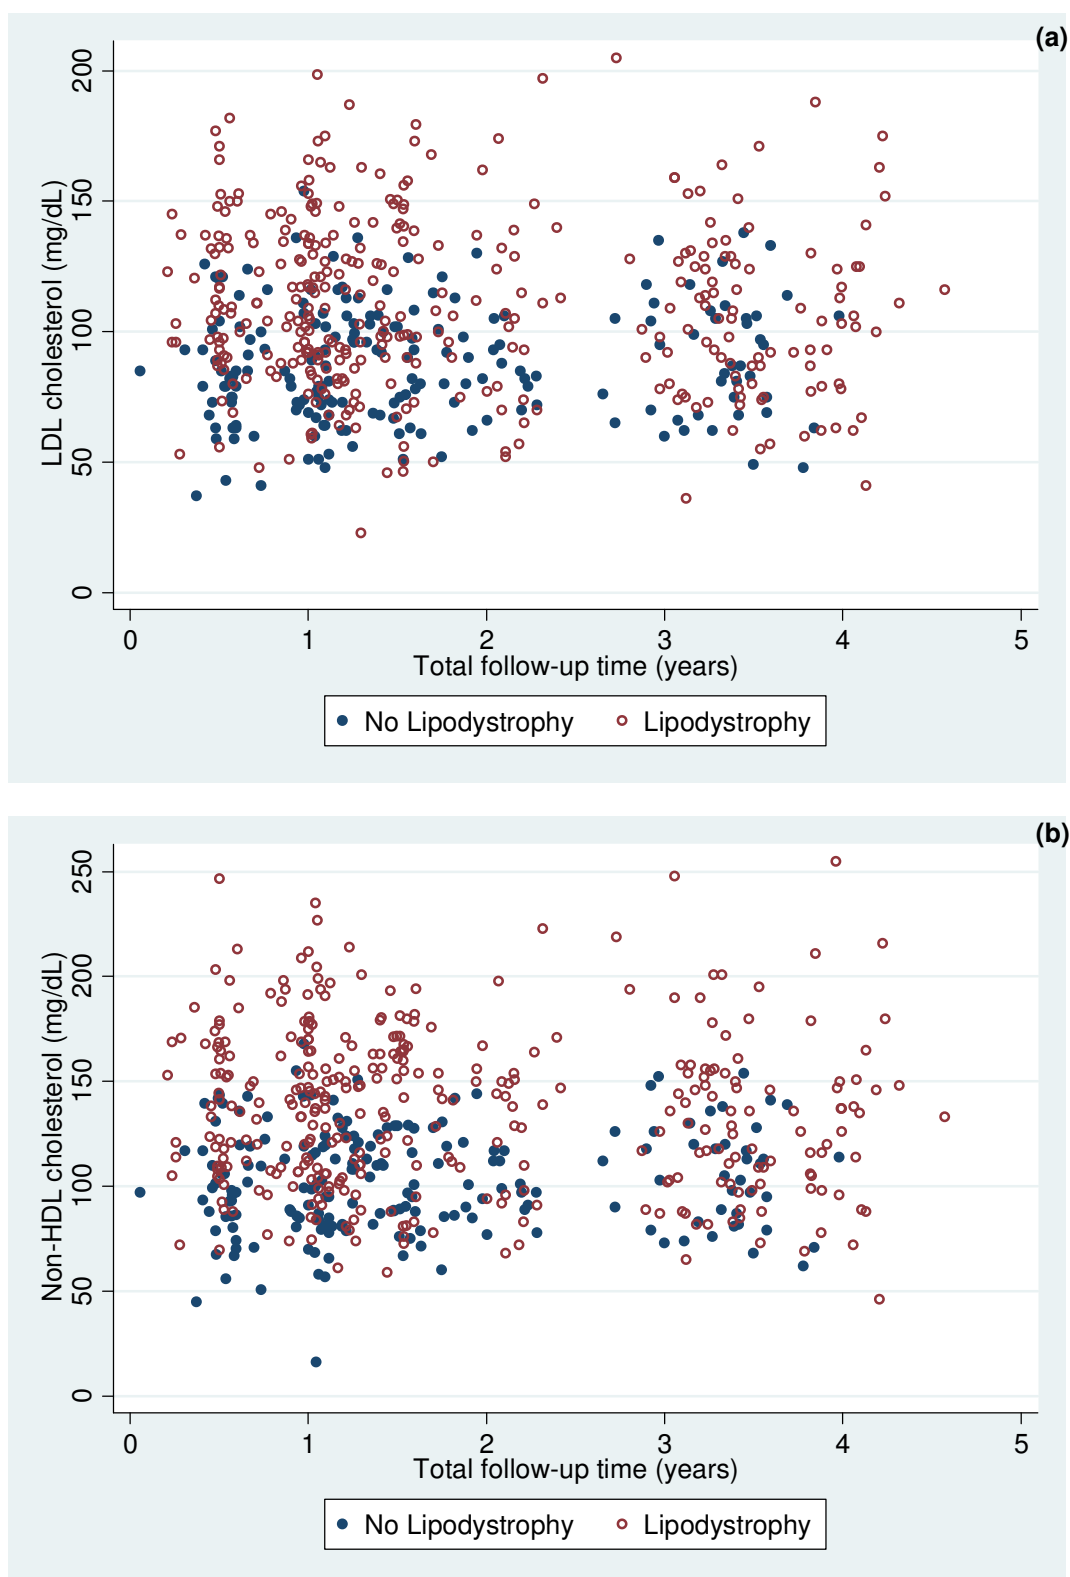 (a)
200
150
100
50
0
LDL cholesterol (mg/dL)
0 1 2 3 4 5
Total follow-up time (years)
No Lipodystrophy Lipodystrophy
(b)
250
200
150
100
50
0
Non-HDL cholesterol (mg/dL)
0 1 2 3 4 5
Total follow-up time (years)
No Lipodystrophy Lipodystrophy